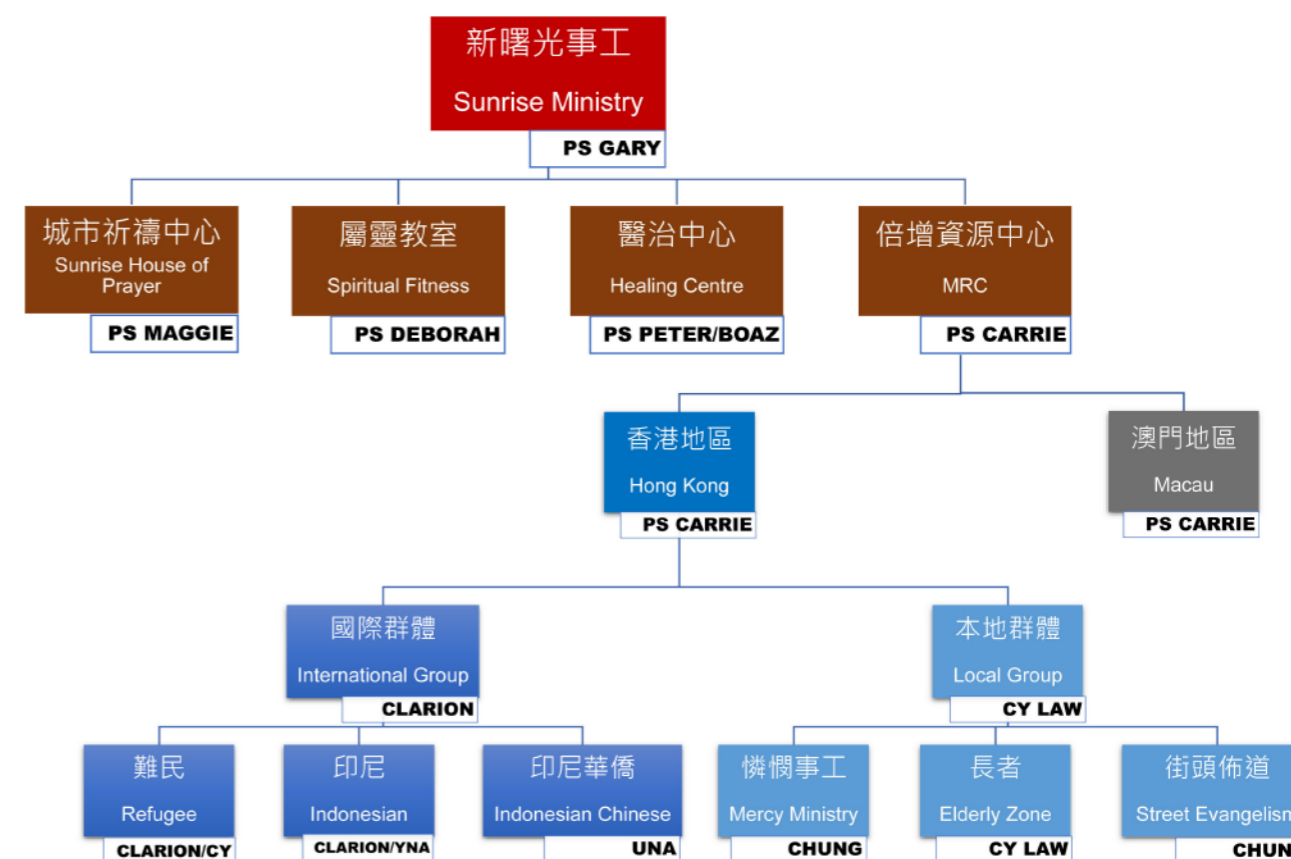 新曙光事工
Sunrise Ministry
PS GARY
城市祈禱中心
Sunrise House of
Prayer
PS MAGGIE
屬靈教室
Spiritual Fitness
PS DEBORAH
醫治中心
Healing Centre
PS PETER/BOAZ
倍增資源中心
MRC
PS CARRIE
香港地區
Hong Kong
PS CARRIE
澳門地區
Macau
PS CARRIE
國際群體
International Group
CLARION
本地群體
Local Group
CY LAW
難民
Refugee
CLARION/CY
印尼
Indonesian
CLARION/YNA
印尼華僑
Indonesian Chinese
UNA
憐憫事工
Mercy Ministry
CHUNG
長者
Elderly Zone
CY LAW
街頭佈道
Street Evangelism
CHUN